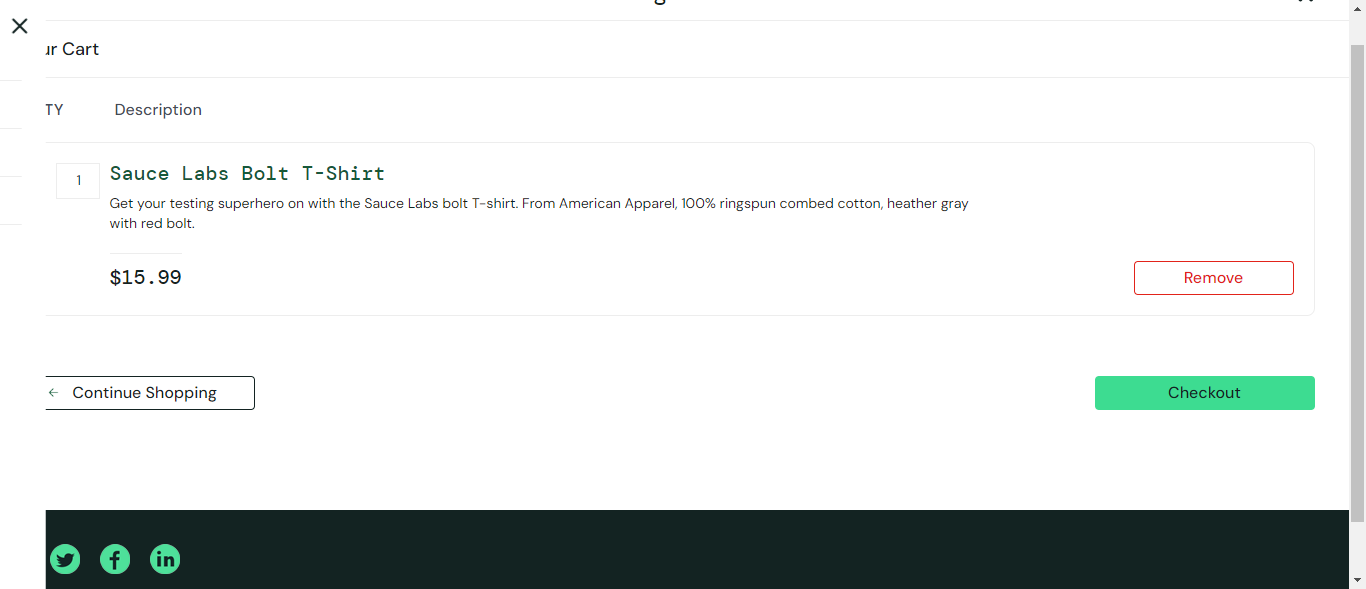 ur Cart
TY Description
1 Sauce Labs Bolt T-Shirt
Get your testing superhero on with the Sauce Labs bolt T-shirt. From American Apparel, 100% ringspun combed cotton, heather gray
with red bolt.
$15.99
Remove
← Continue Shopping
Checkout